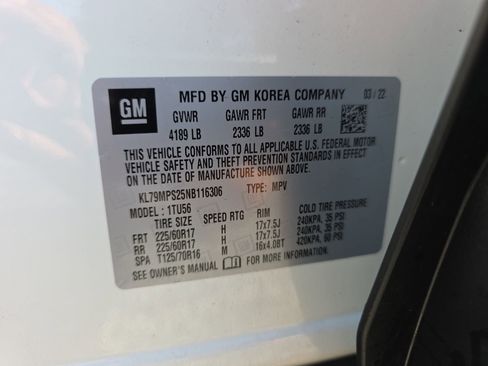 GM
MFD BY GM KOREA COMPANY 03 / 22
GVWR GAWR FRT GAWR RR
4189 LB 2336 LB 2336 LB
THIS VEHICLE CONFORMS TO ALL APPLICABLE U.S. FEDERAL MOTOR
VEHICLE SAFETY AND THEFT PREVENTION STANDARDS IN EFFECT
ON THE DATE OF MANUFACTURE SHOWN ABOVE.
KL79MPS25NB116306 TYPE: MPV
MODEL: 1TU56
TIRE SIZE SPEED RTG RIM COLD TIRE PRESSURE
FRT 225/60R17 H 17x7.5J 240KPA, 35 PSI
RR 225/60R17 H 17x7.5J 240KPA, 35 PSI
SPA T125/70R16 M 16x4.0BT 420KPA, 60 PSI
SEE OWNER'S MANUAL FOR MORE INFORMATION.